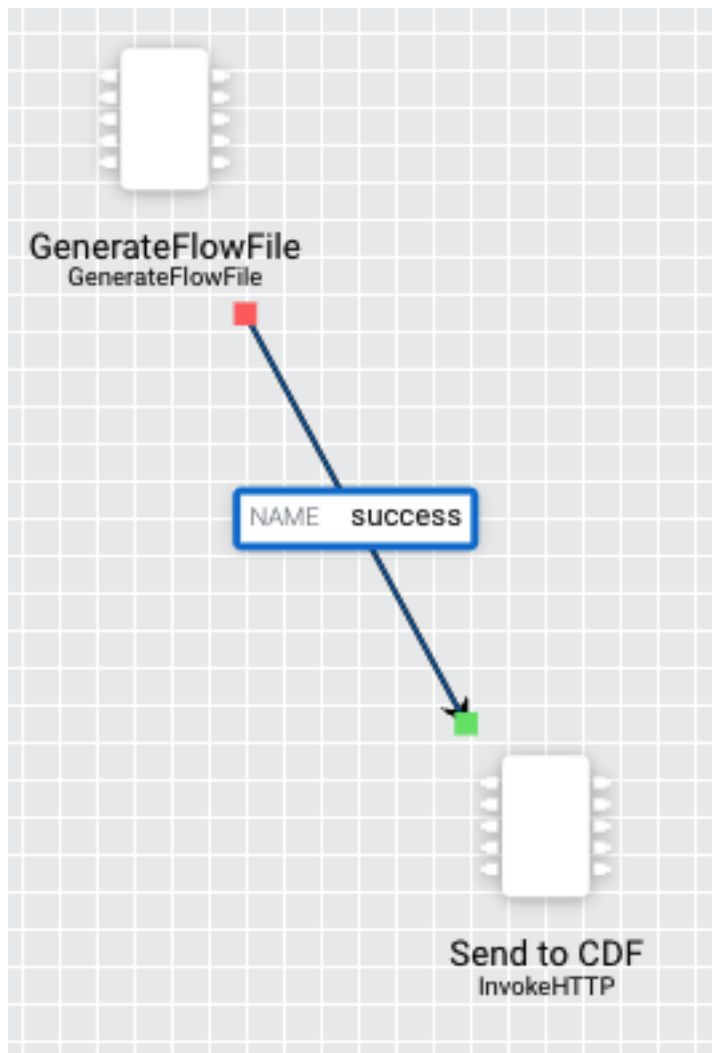 GenerateFlowFile
GenerateFlowFile
NAME success
Send to CDF
InvokeHTTP